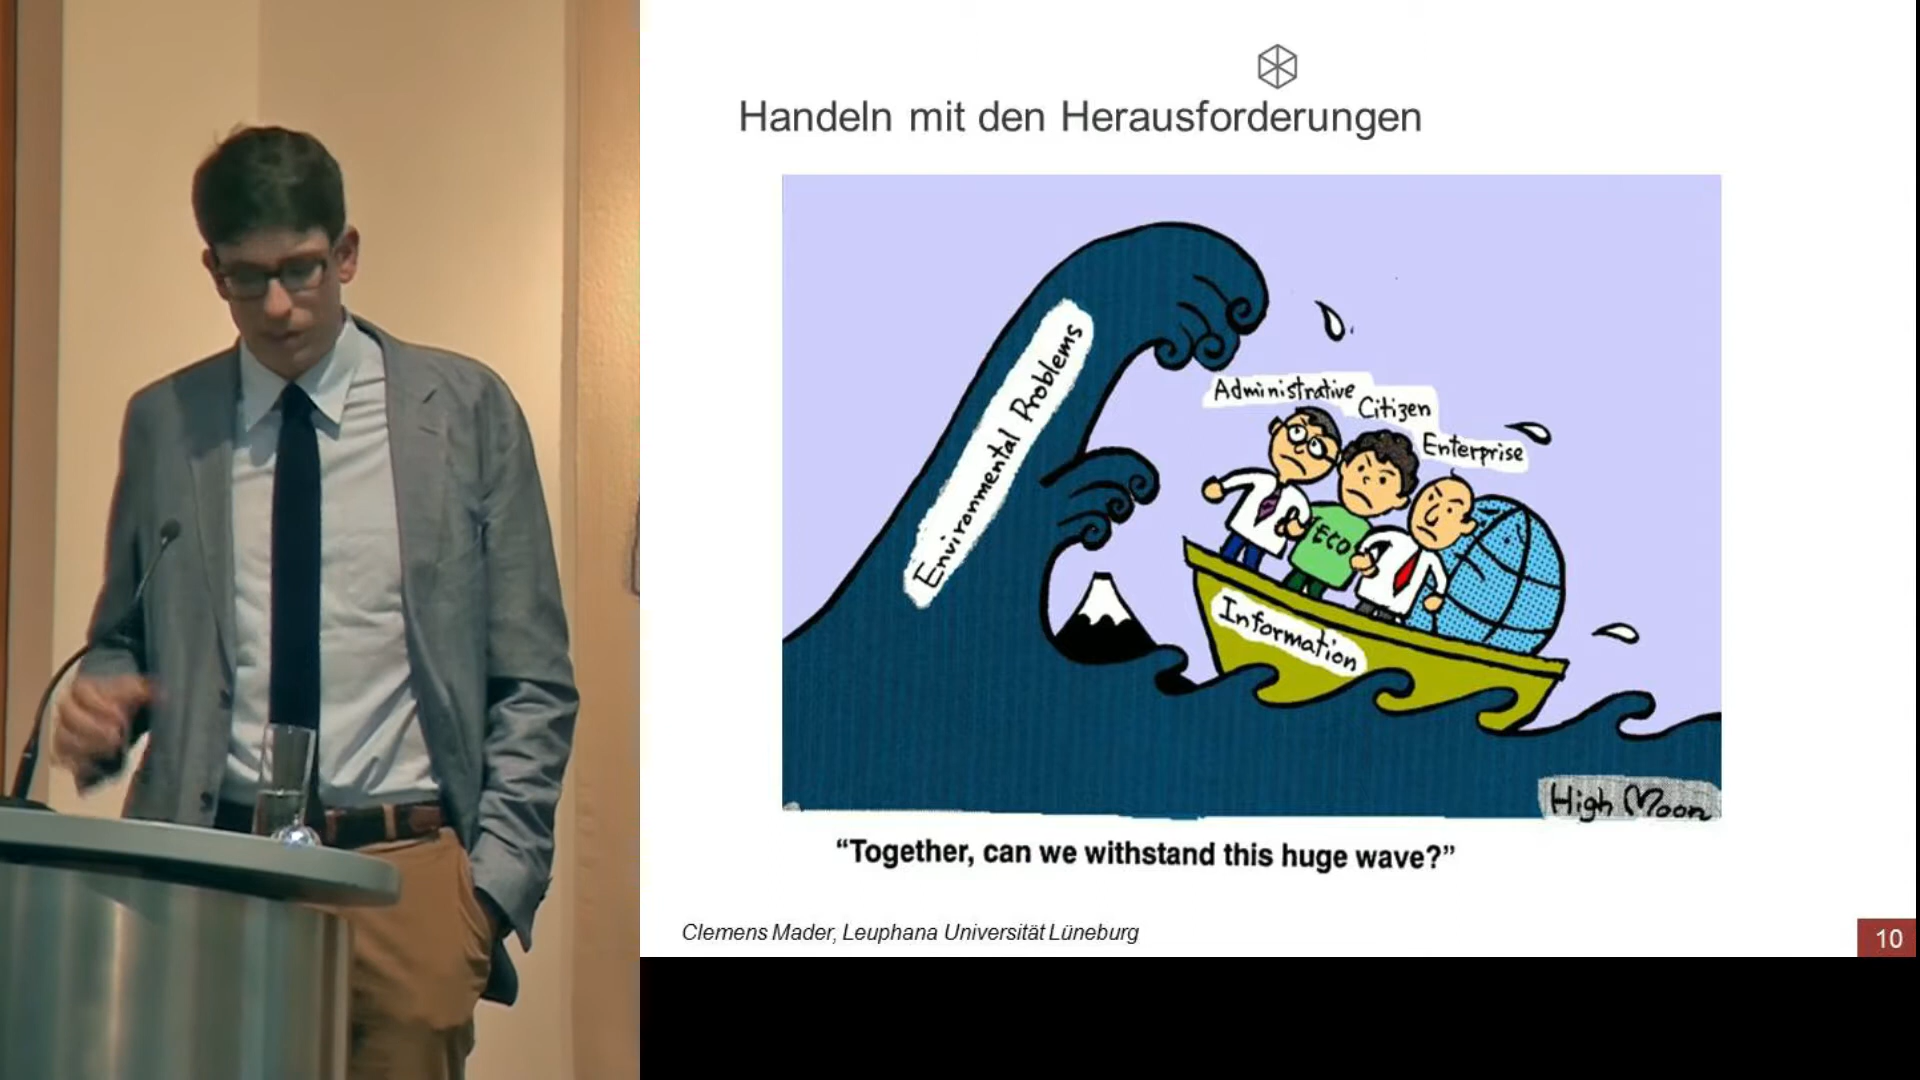 Handeln mit den Herausforderungen
Environmental Problems
Administrative
Citizen
Enterprise
ECO
Information
High Moon
“Together, can we withstand this huge wave?”
Clemens Mader, Leuphana Universität Lüneburg
10